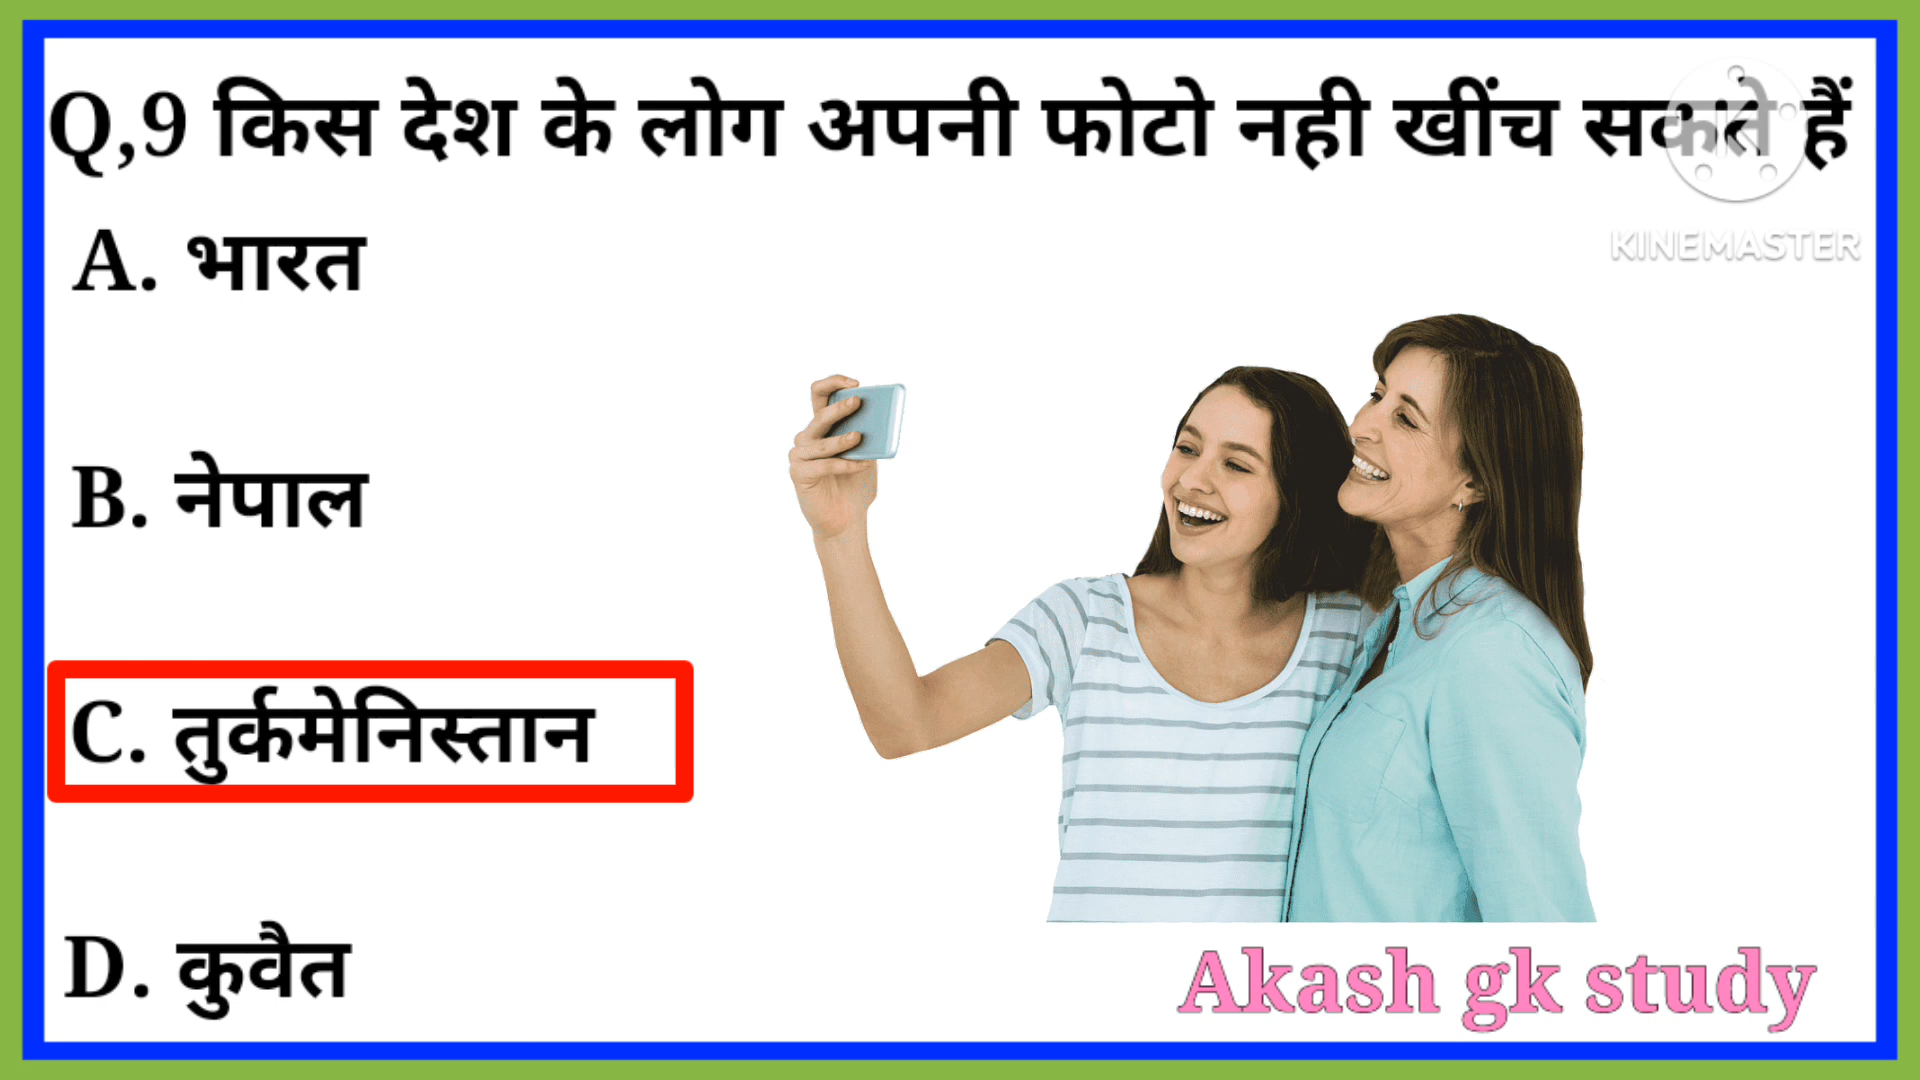 Q,9 किस देश के लोग अपनी फोटो नही खींच सकते हैं
KINEMASTER
A. भारत
B. नेपाल
C. तुर्कमेनिस्तान
D. कुवैत
Akash gk study